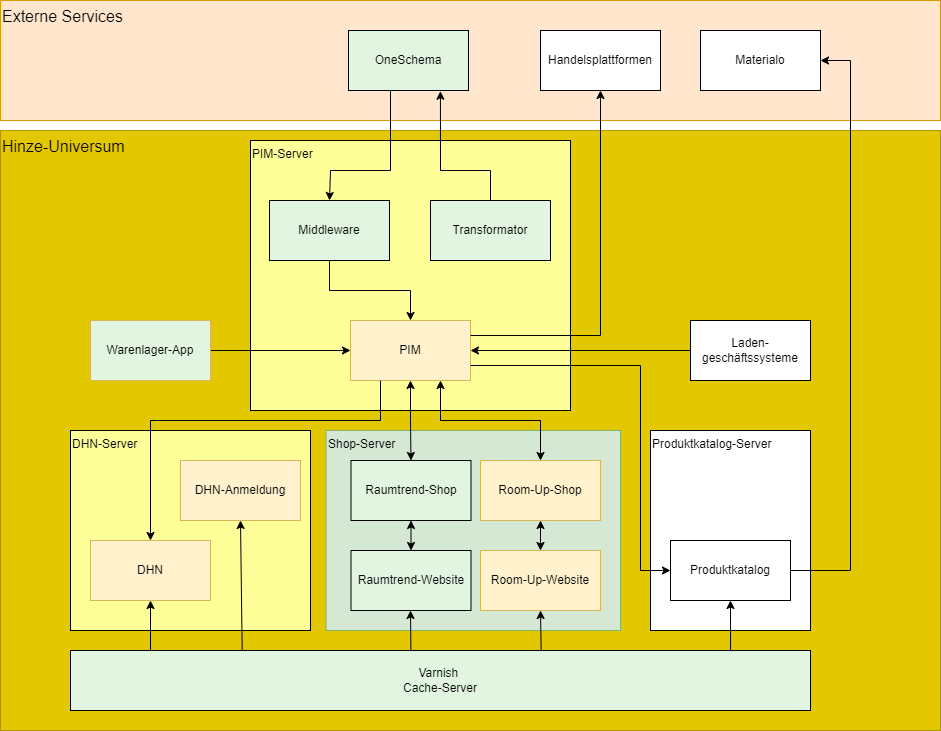 Externe Services
OneSchema
Handelsplattformen
Materialo
Hinze-Universum
PIM-Server
Middleware
Transformator
Warenlager-App
PIM
Laden-
geschäftssysteme
DHN-Server
Shop-Server
Produktkatalog-Server
DHN-Anmeldung
Raumtrend-Shop
Room-Up-Shop
DHN
Raumtrend-Website
Room-Up-Website
Produktkatalog
Varnish
Cache-Server